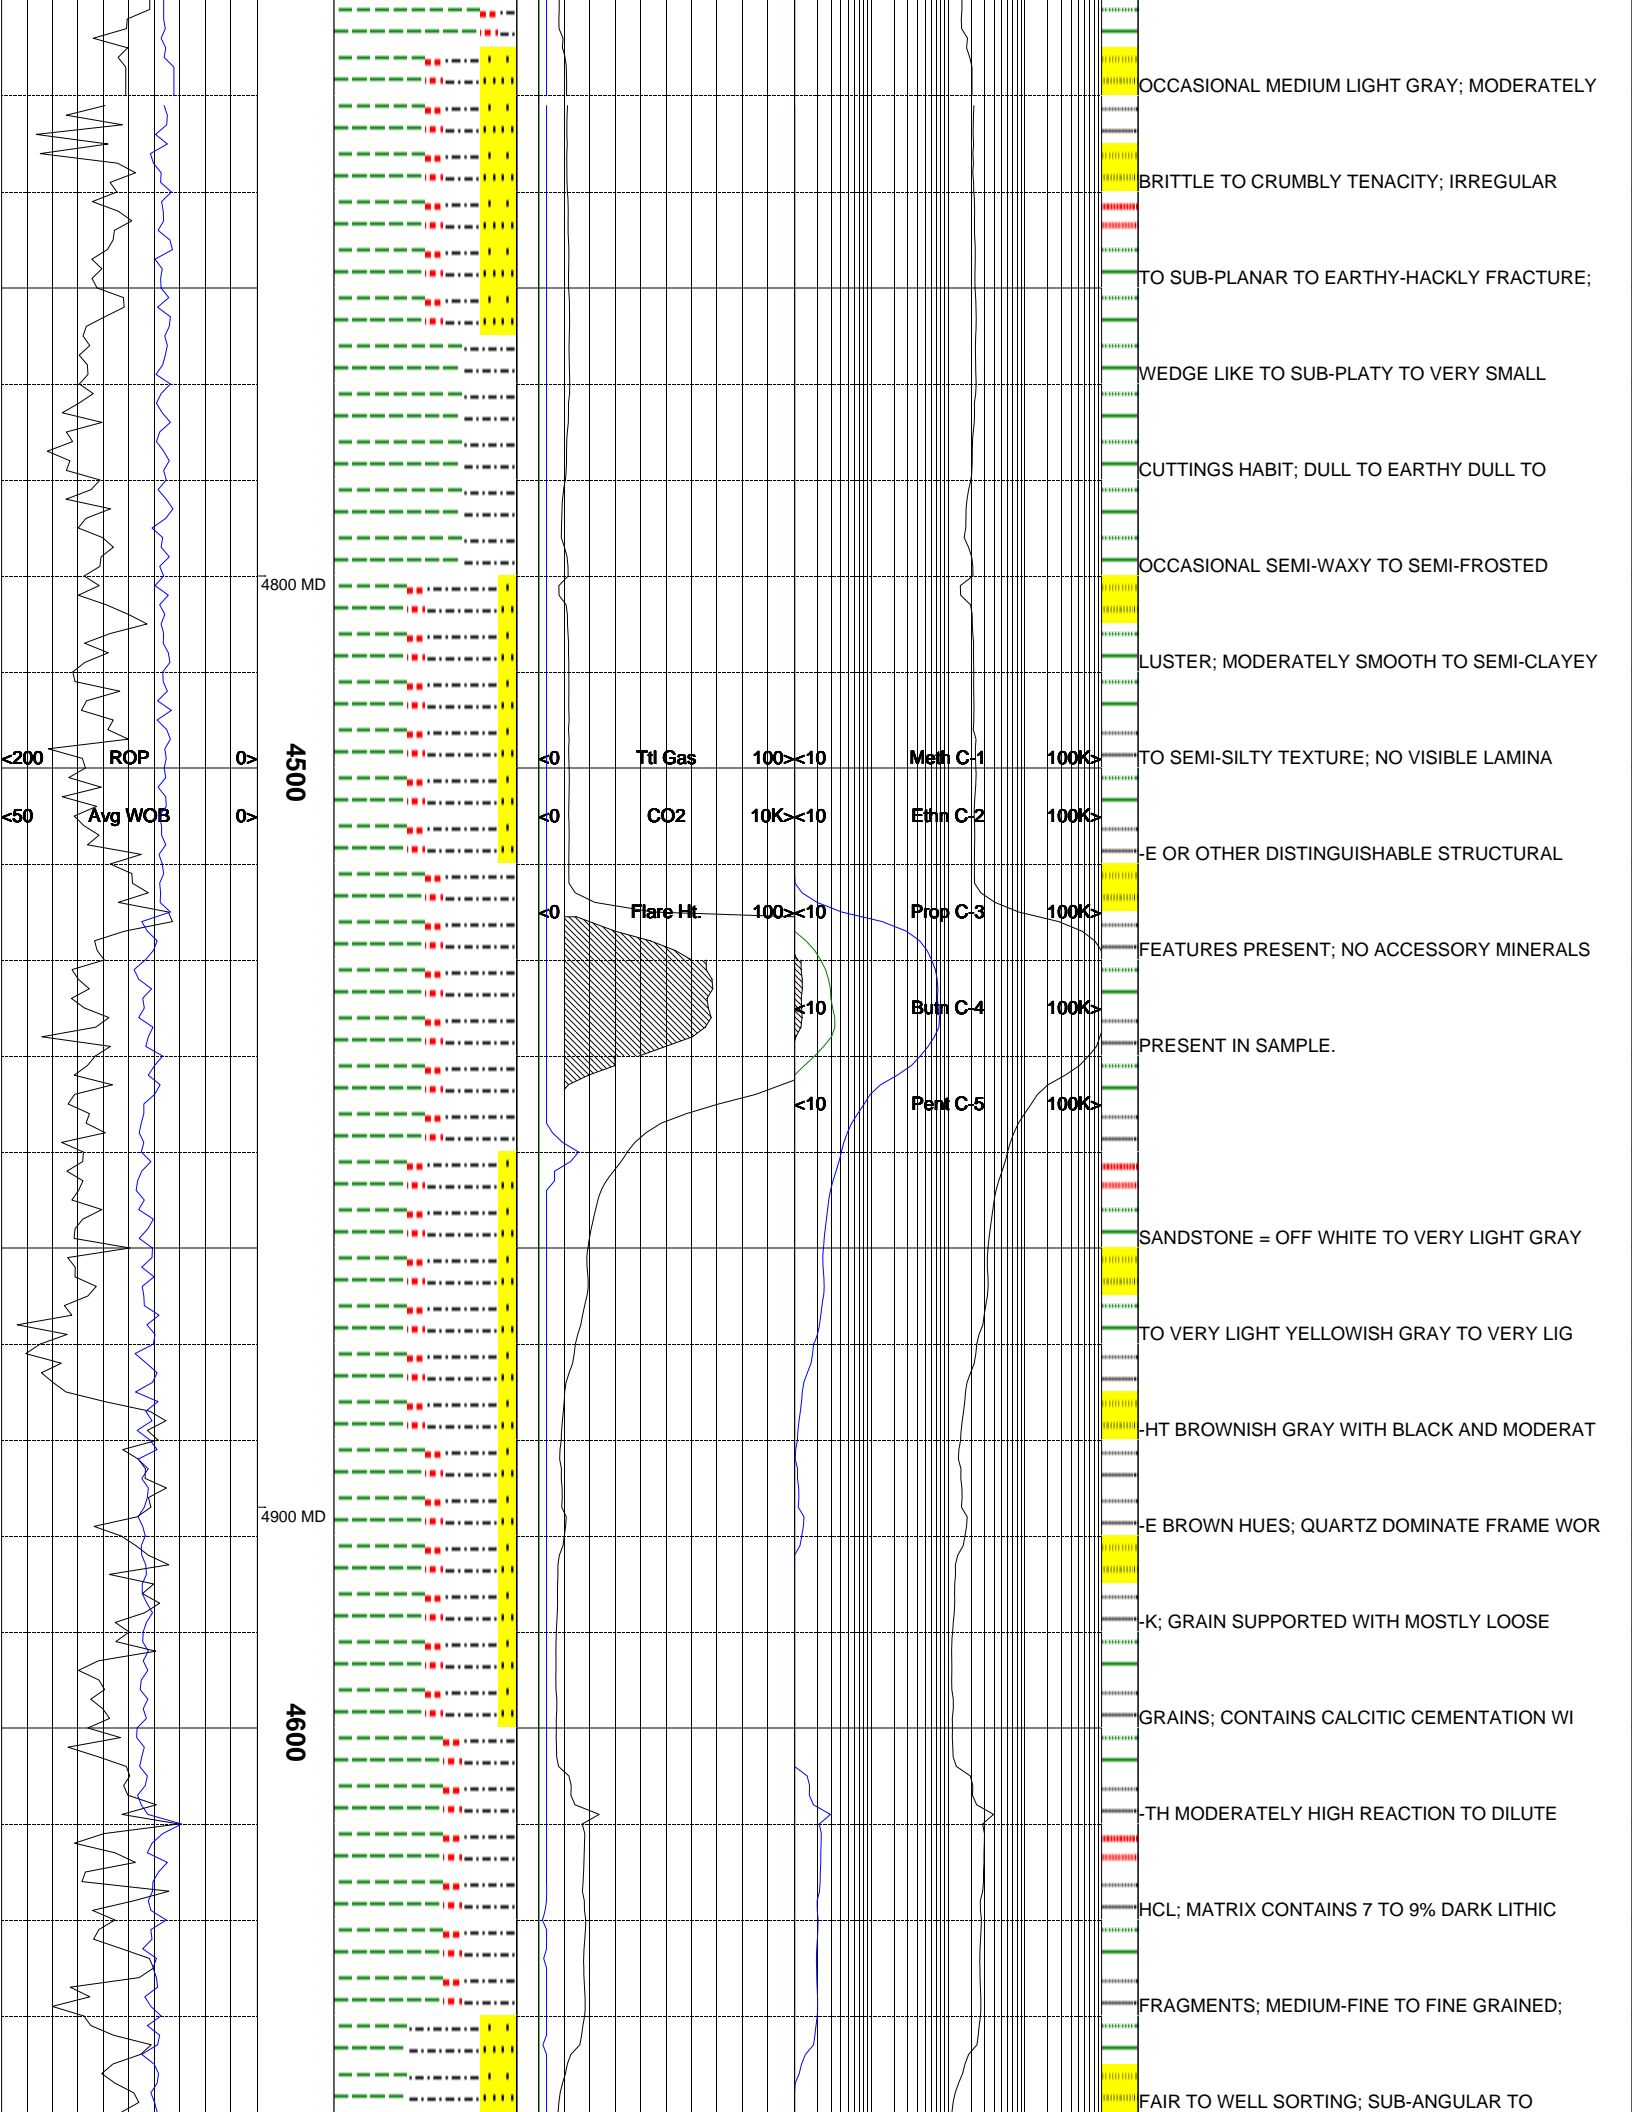 OCCASIONAL MEDIUM LIGHT GRAY; MODERATELY
BRITTLE TO CRUMBLY TENACITY; IRREGULAR
TO SUB-PLANAR TO EARTHY-HACKLY FRACTURE;
WEDGE LIKE TO SUB-PLATY TO VERY SMALL
CUTTINGS HABIT; DULL TO EARTHY DULL TO
OCCASIONAL SEMI-WAXY TO SEMI-FROSTED
4800 MD
LUSTER; MODERATELY SMOOTH TO SEMI-CLAYEY
<200 ROP 0> 4500 <0 Ttl Gas 100> <10 Meth C-1 100K> TO SEMI-SILTY TEXTURE; NO VISIBLE LAMINA
<50 Avg WOB 0> <0 CO2 10K> <10 Ethn C-2 100K>
-E OR OTHER DISTINGUISHABLE STRUCTURAL
<0 Flare Ht. 100> <10 Prop C-3 100K>
FEATURES PRESENT; NO ACCESSORY MINERALS
<10 Butn C-4 100K>
PRESENT IN SAMPLE.
<10 Pent C-5 100K>
SANDSTONE = OFF WHITE TO VERY LIGHT GRAY
TO VERY LIGHT YELLOWISH GRAY TO VERY LIG
-HT BROWNISH GRAY WITH BLACK AND MODERAT
4900 MD
-E BROWN HUES; QUARTZ DOMINATE FRAME WOR
-K; GRAIN SUPPORTED WITH MOSTLY LOOSE
4600 GRAINS; CONTAINS CALCITIC CEMENTATION WI
-TH MODERATELY HIGH REACTION TO DILUTE
HCL; MATRIX CONTAINS 7 TO 9% DARK LITHIC
FRAGMENTS; MEDIUM-FINE TO FINE GRAINED;
FAIR TO WELL SORTING; SUB-ANGULAR TO